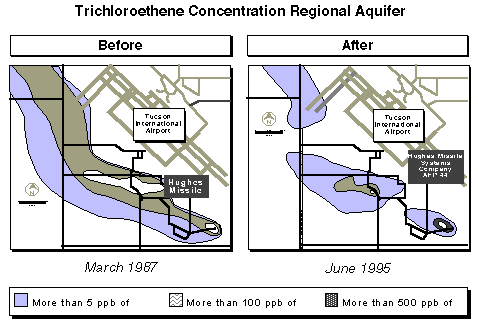 Trichloroethene Concentration Regional Aquifer
Before
After
Tucson
International
Airport
Hughes
Missile
N
March 1987
Tucson
International
Airport
Hughes Missile
Systems
Company
N
June 1995
More than 5 ppb of
More than 100 ppb of
More than 500 ppb of